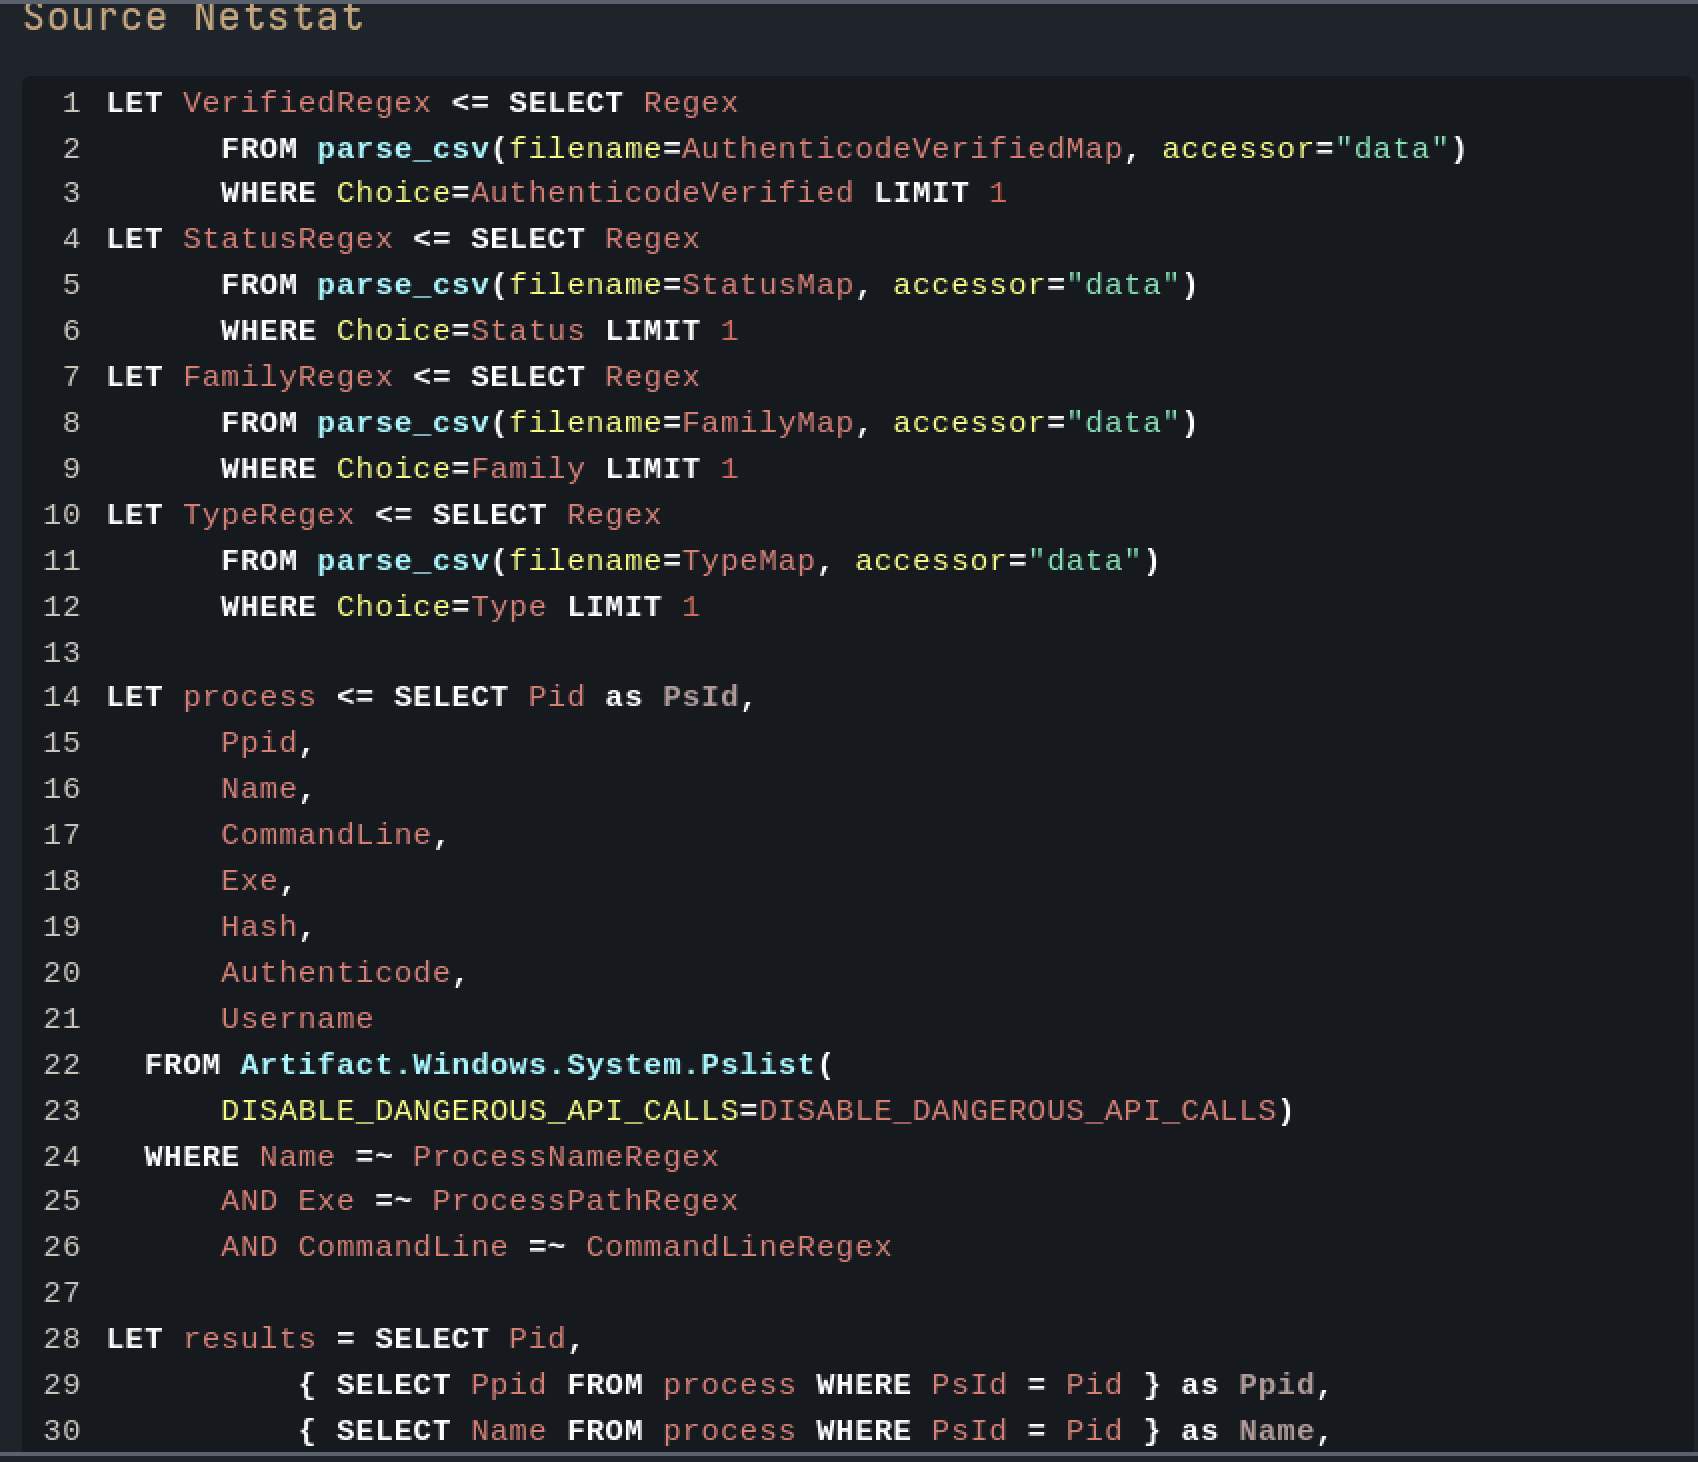 Source Netstat
1 LET VerifiedRegex <= SELECT Regex
2       FROM parse_csv(filename=AuthenticodeVerifiedMap, accessor="data")
3       WHERE Choice=AuthenticodeVerified LIMIT 1
4 LET StatusRegex <= SELECT Regex
5       FROM parse_csv(filename=StatusMap, accessor="data")
6       WHERE Choice=Status LIMIT 1
7 LET FamilyRegex <= SELECT Regex
8       FROM parse_csv(filename=FamilyMap, accessor="data")
9       WHERE Choice=Family LIMIT 1
10 LET TypeRegex <= SELECT Regex
11       FROM parse_csv(filename=TypeMap, accessor="data")
12       WHERE Choice=Type LIMIT 1
13
14 LET process <= SELECT Pid as PsId,
15       Ppid,
16       Name,
17       CommandLine,
18       Exe,
19       Hash,
20       Authenticode,
21       Username
22   FROM Artifact.Windows.System.Pslist(
23       DISABLE_DANGEROUS_API_CALLS=DISABLE_DANGEROUS_API_CALLS)
24   WHERE Name =~ ProcessNameRegex
25       AND Exe =~ ProcessPathRegex
26       AND CommandLine =~ CommandLineRegex
27
28 LET results = SELECT Pid,
29           { SELECT Ppid FROM process WHERE PsId = Pid } as Ppid,
30           { SELECT Name FROM process WHERE PsId = Pid } as Name,